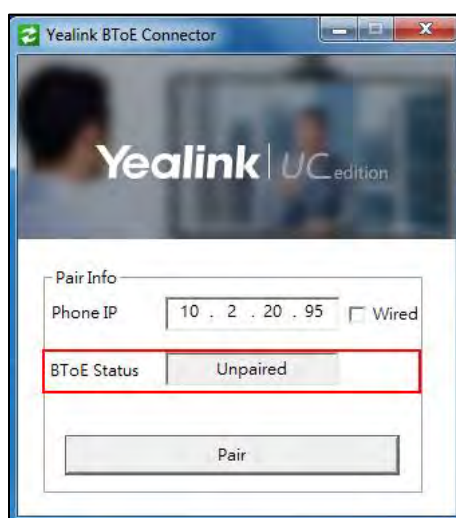 Yealink BToE Connector
Yealink | UC edition
Pair Info
Phone IP 10 . 2 . 20 . 95 Wired
BToE Status Unpaired
Pair